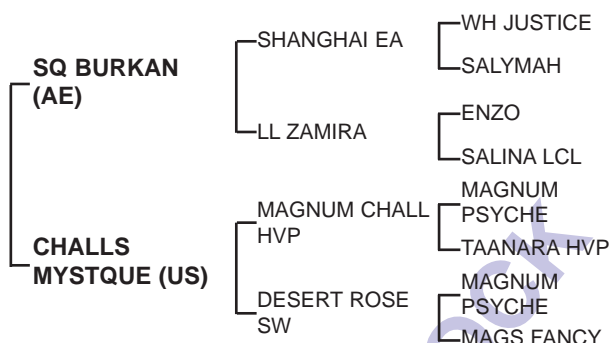 SQ BURKAN
(AE)
SHANGHAI EA
WH JUSTICE
SALYMAH
LL ZAMIRA
ENZO
SALINA LCL
CHALLS
MYSTQUE (US)
MAGNUM CHALL
HVP
MAGNUM
PSYCHE
TAANARA HVP
DESERT ROSE
SW
MAGNUM
PSYCHE
MAGS FANCY
OCK